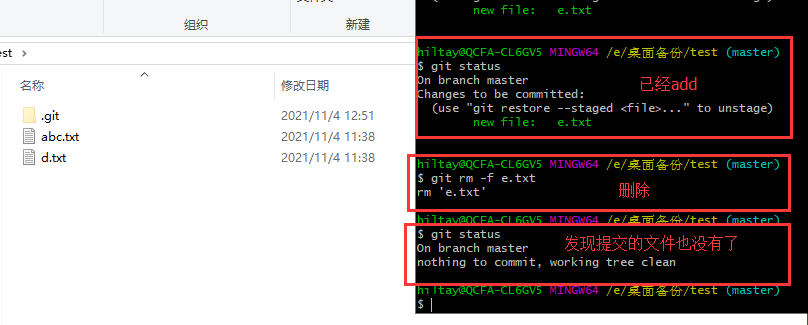 组织
新建
est
名称
修改日期
.git
2021/11/4 12:51
abc.txt
2021/11/4 11:38
d.txt
2021/11/4 11:38
new file:   e.txt
hiltay@QCFA-CL6GV5 MINGW64 /e/桌面备份/test (master)
$ git status
On branch master
Changes to be committed:
(use "git restore --staged <file>..." to unstage)
new file:   e.txt
已经add
hiltay@QCFA-CL6GV5 MINGW64 /e/桌面备份/test (master)
$ git rm -f e.txt
rm 'e.txt'
删除
hiltay@QCFA-CL6GV5 MINGW64 /e/桌面备份/test (master)
$ git status
On branch master
nothing to commit, working tree clean
发现提交的文件也没有了
hiltay@QCFA-CL6GV5 MINGW64 /e/桌面备份/test (master)
$